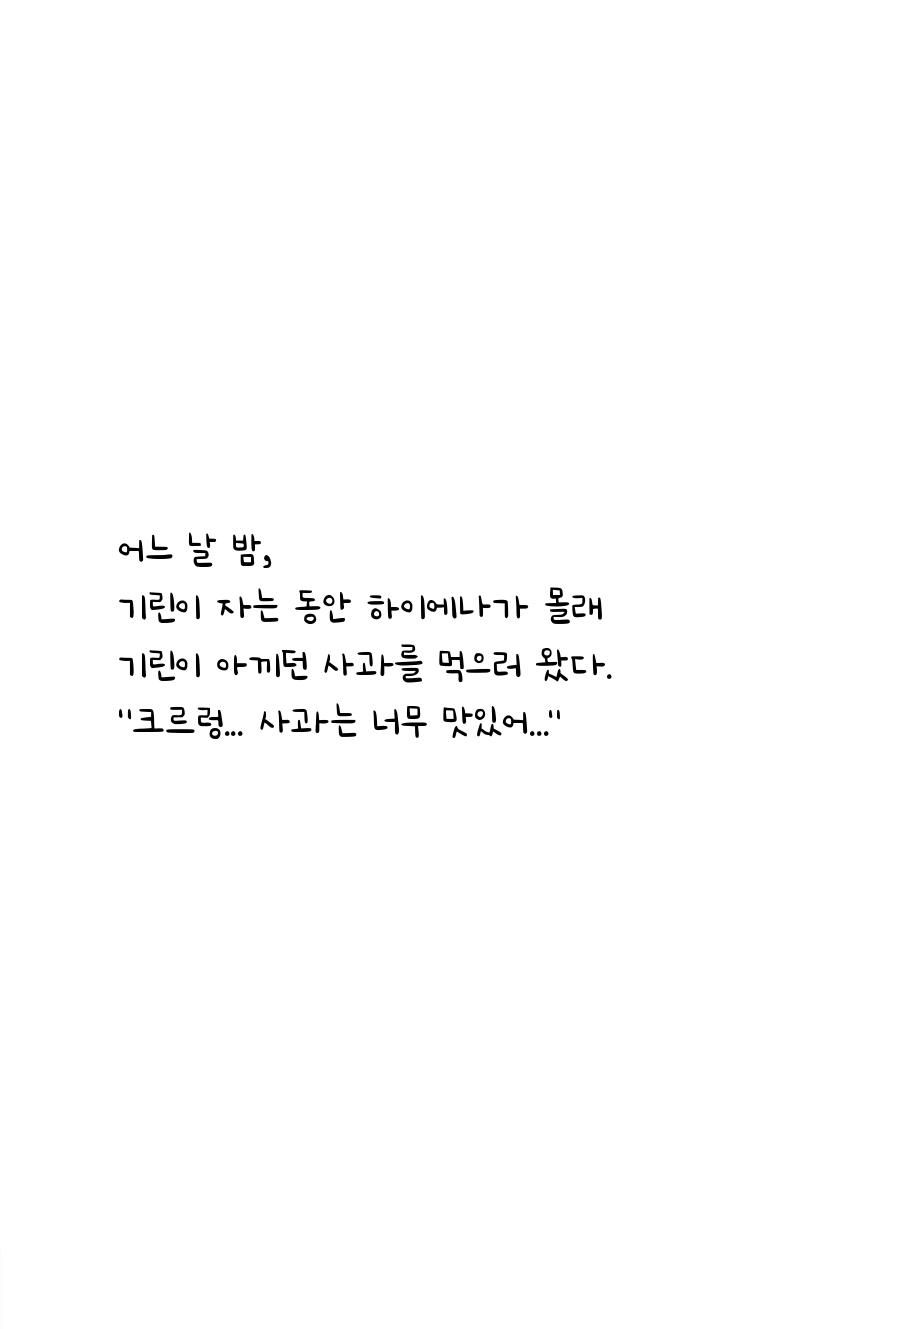 어느 날 밤,
기린이 자는 동안 하이에나가 몰래
기린이 아끼던 사과를 먹으러 왔다.
"크르렁... 사과는 너무 맛있어..."